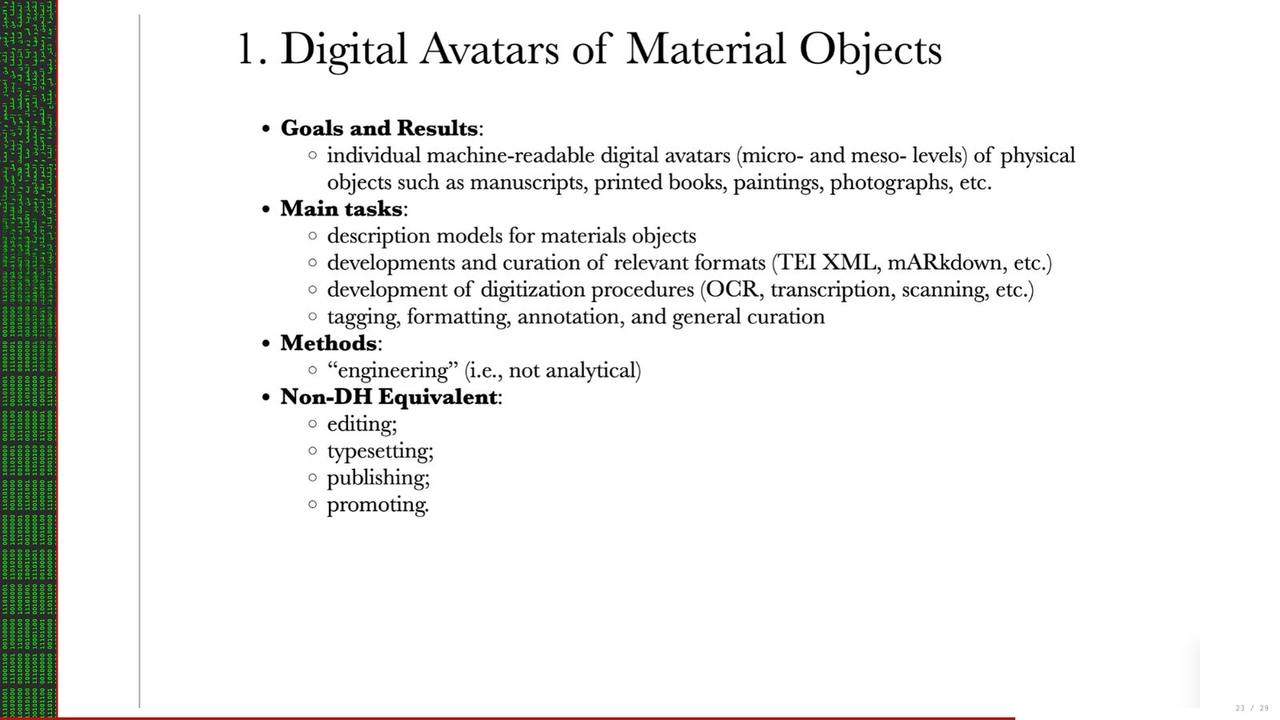 1. Digital Avatars of Material Objects
• Goals and Results:
○ individual machine-readable digital avatars (micro- and meso- levels) of physical
objects such as manuscripts, printed books, paintings, photographs, etc.
• Main tasks:
○ description models for materials objects
○ developments and curation of relevant formats (TEI XML, mARkdown, etc.)
○ development of digitization procedures (OCR, transcription, scanning, etc.)
○ tagging, formatting, annotation, and general curation
• Methods:
○ “engineering” (i.e., not analytical)
• Non-DH Equivalent:
○ editing;
○ typesetting;
○ publishing;
○ promoting.
23 / 29